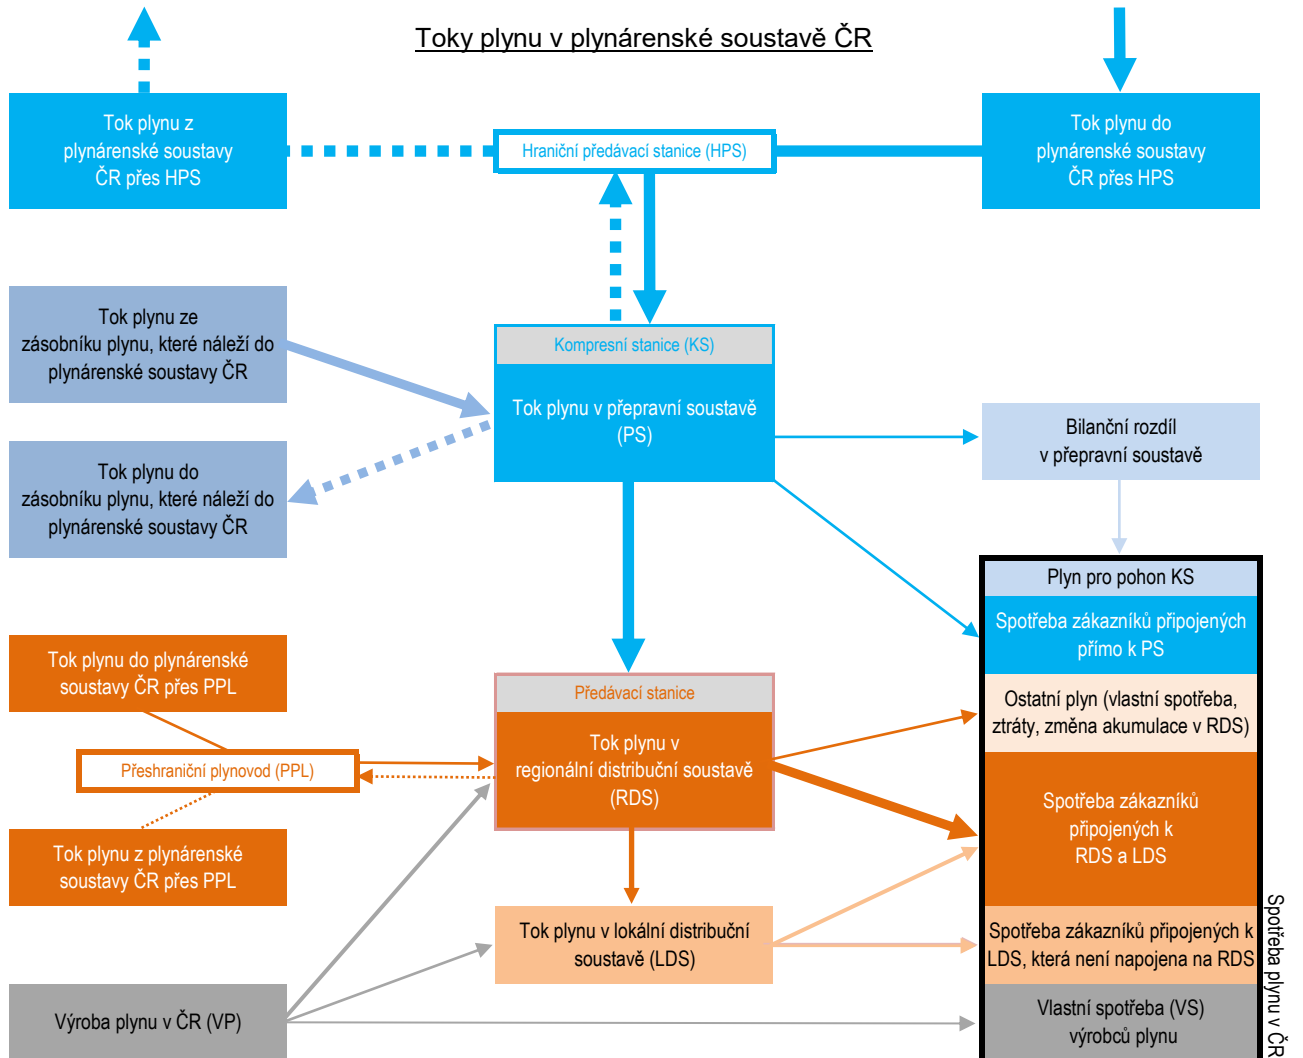 Toky plynu v plynárenské soustavě ČR
Tok plynu z
plynárenské soustavy
ČR přes HPS
Hraniční předávací stanice (HPS)
Tok plynu do
plynárenské soustavy
ČR přes HPS
Tok plynu ze
zásobníku plynu, které náleží do
plynárenské soustavy ČR
Kompresní stanice (KS)
Tok plynu v přepravní soustavě
(PS)
Bilanční rozdíl
v přepravní soustavě
Tok plynu do
zásobníku plynu, které náleží do
plynárenské soustavy ČR
Plyn pro pohon KS
Spotřeba zákazníků připojených
přímo k PS
Tok plynu do plynárenské
soustavy ČR přes PPL
Předávací stanice
Tok plynu v
regionální distribuční soustavě
(RDS)
Ostatní plyn (vlastní spotřeba,
ztráty, změna akumulace v RDS)
Přeshraniční plynovod (PPL)
Spotřeba zákazníků
připojených k
RDS a LDS
Tok plynu z plynárenské
soustavy ČR přes PPL
Tok plynu v lokální distribuční
soustavě (LDS)
Spotřeba zákazníků připojených k
LDS, která není napojena na RDS
Výroba plynu v ČR (VP)
Vlastní spotřeba (VS)
výrobců plynu
Spotřeba plynu v ČR